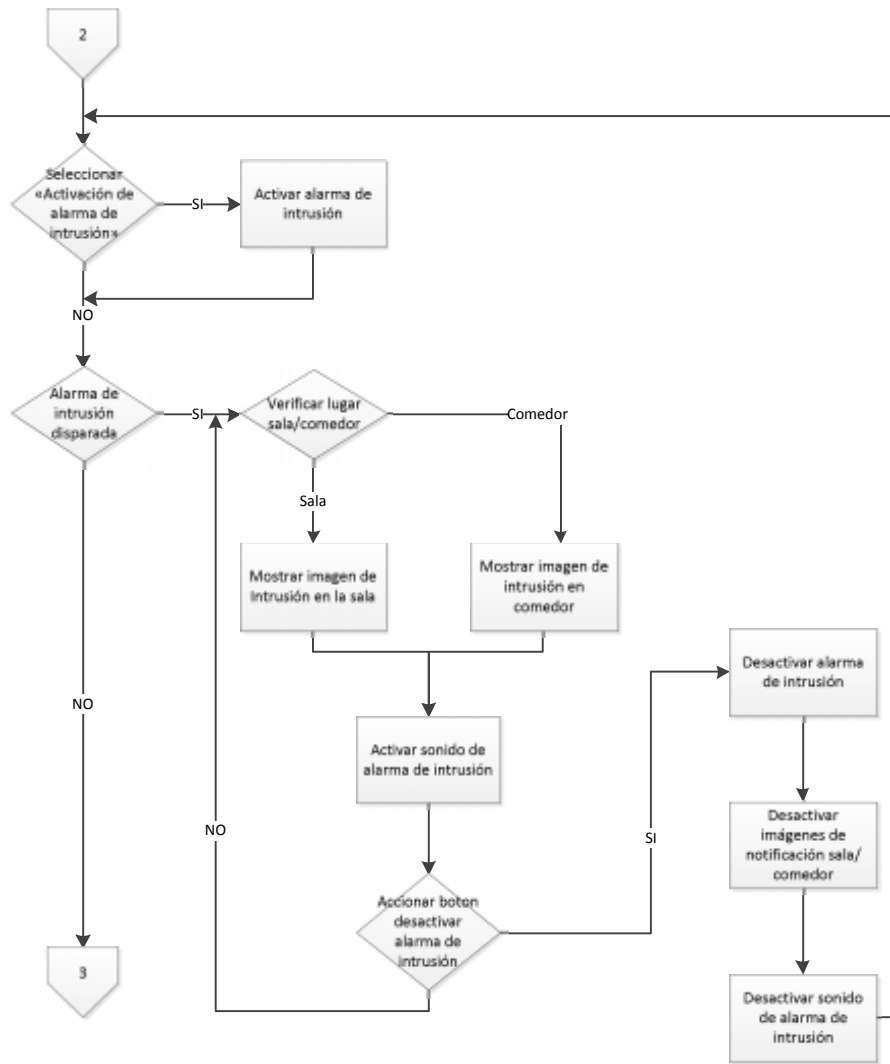 2
Seleccionar
«Activación de
alarma de
intrusión»
SI
Activar alarma de
intrusión
NO
Alarma de
intrusión
disparada
SI
Verificar lugar
sala/comedor
Comedor
Sala
Mostrar imagen de
Intrusión en la sala
Mostrar imagen de
intrusión en
comedor
Desactivar alarma
de intrusión
NO
Activar sonido de
alarma de intrusión
NO
SI
Desactivar
imágenes de
notificación sala/
comedor
Accionar boton
desactivar
alarma de
intrusión
3
Desactivar sonido
de alarma de
intrusión